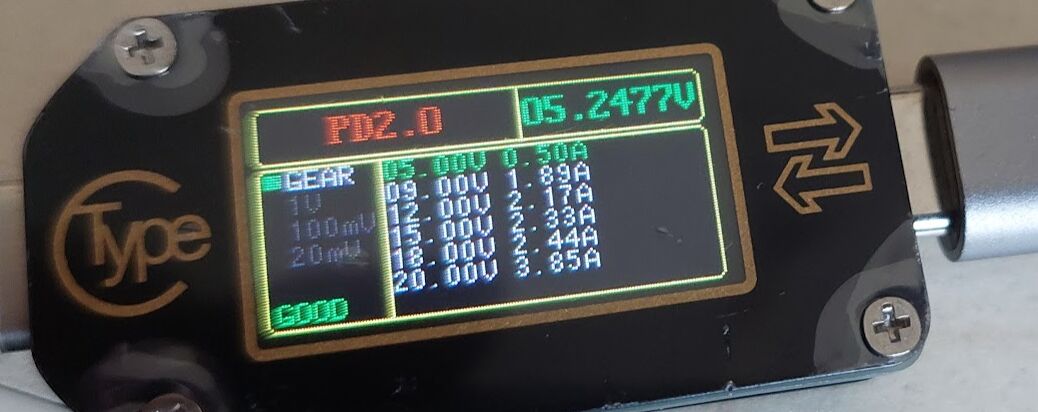 PD2.0 05.2477V
GEAR
1V
100mV
20mV
GOOD
05.00V 0.50A
09.00V 1.89A
12.00V 2.17A
15.00V 2.33A
18.00V 2.44A
20.00V 3.85A
Type C